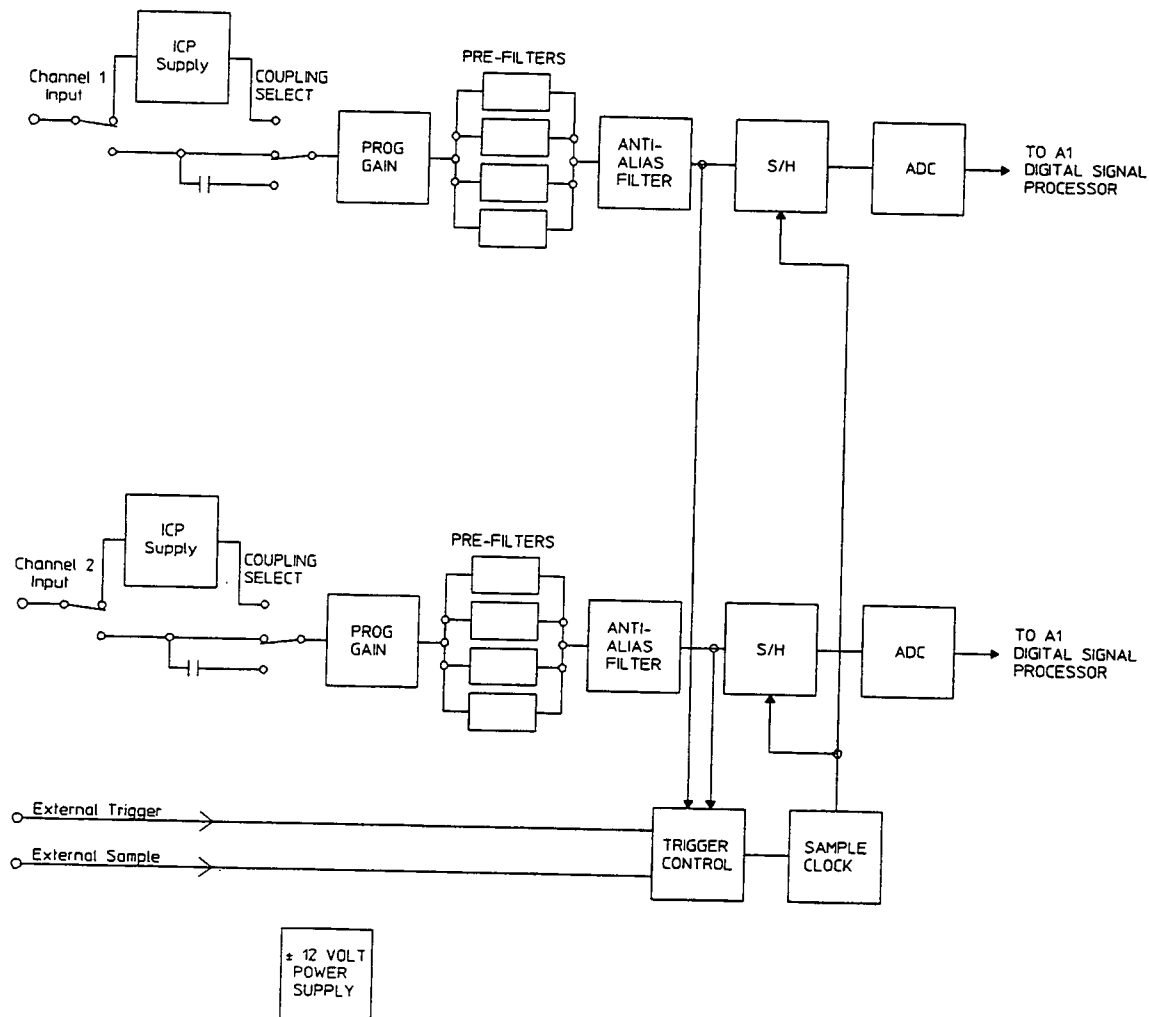 ICP
Supply
PRE-FILTERS
Channel 1
Input
COUPLING
SELECT
PROG
GAIN
ANTI-
ALIAS
FILTER
S/H
ADC
TO A1
DIGITAL SIGNAL
PROCESSOR
ICP
Supply
PRE-FILTERS
Channel 2
Input
COUPLING
SELECT
PROG
GAIN
ANTI-
ALIAS
FILTER
S/H
ADC
TO A1
DIGITAL SIGNAL
PROCESSOR
External Trigger
External Sample
TRIGGER
CONTROL
SAMPLE
CLOCK
± 12 VOLT
POWER
SUPPLY